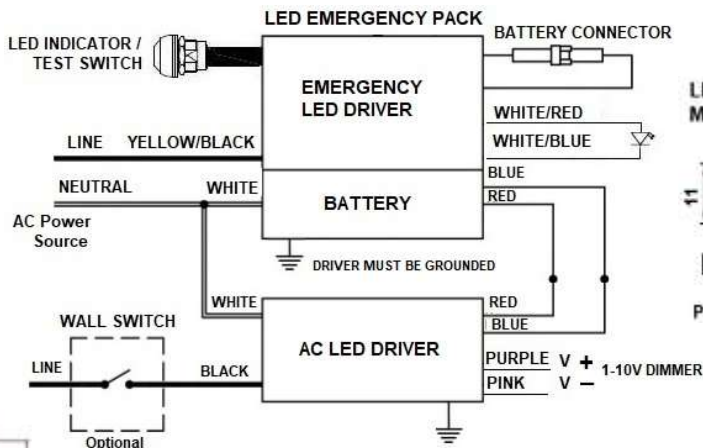 LED EMERGENCY PACK
LED INDICATOR /
TEST SWITCH
BATTERY CONNECTOR
EMERGENCY
LED DRIVER
WHITE/RED
WHITE/BLUE
LINE YELLOW/BLACK
NEUTRAL WHITE
BLUE
RED
BATTERY
AC Power
Source
DRIVER MUST BE GROUNDED
WHITE
RED
BLUE
WALL SWITCH
AC LED DRIVER
LINE
BLACK
PURPLE V +
PINK V –
1-10V DIMMER
Optional
11